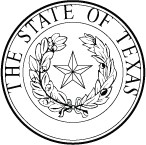 THE STATE OF TEXAS